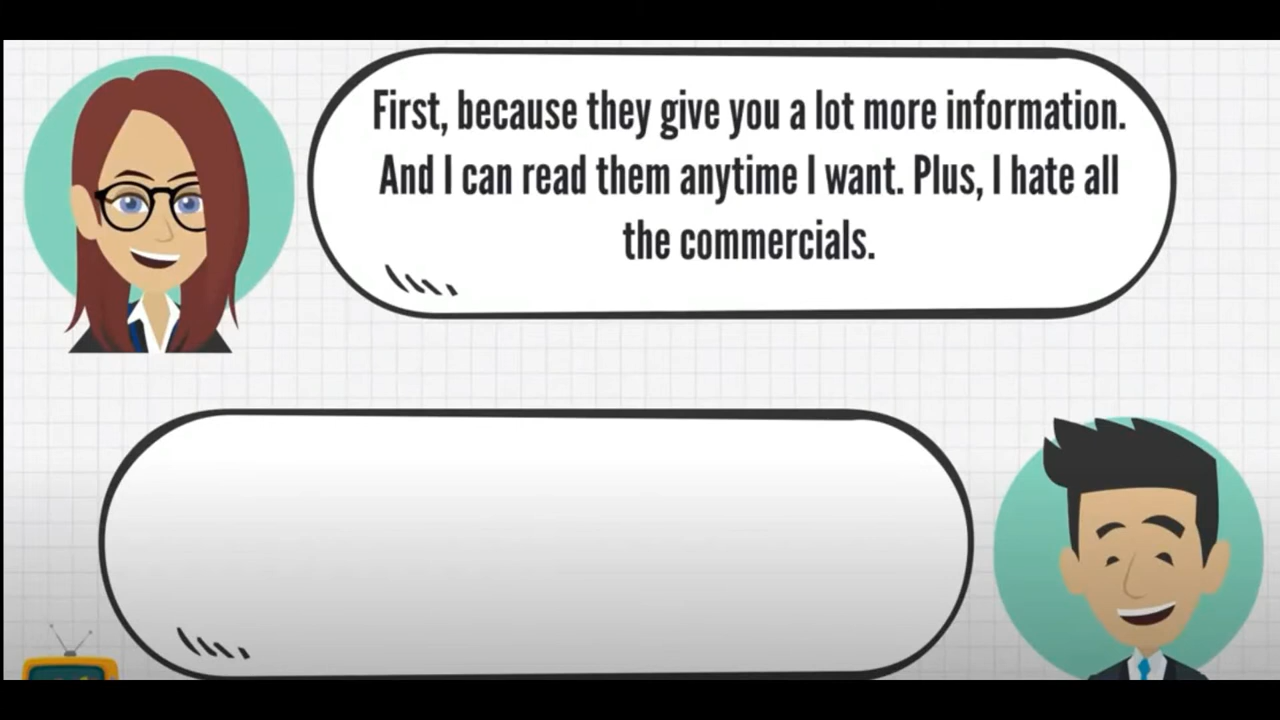 First, because they give you a lot more information.
And I can read them anytime I want. Plus, I hate all
the commercials.